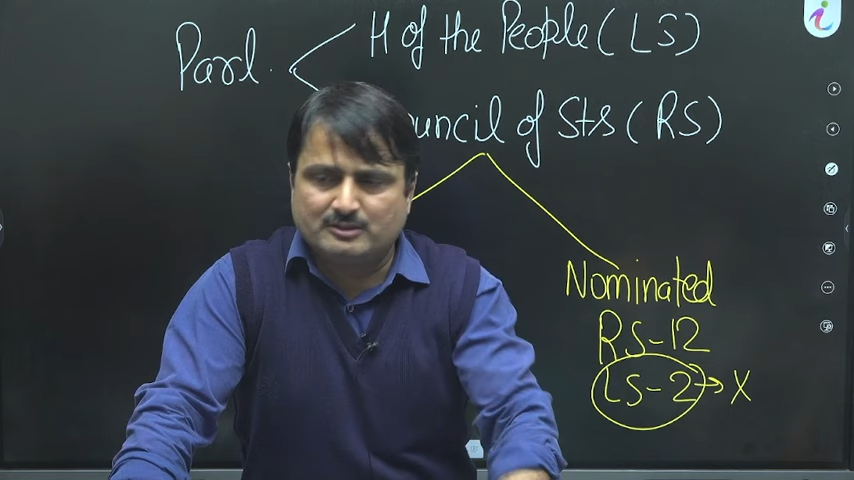 Parl. H of the People (LS)
ouncil of Sts (RS)
Nominated
RS-12
LS-2 → X